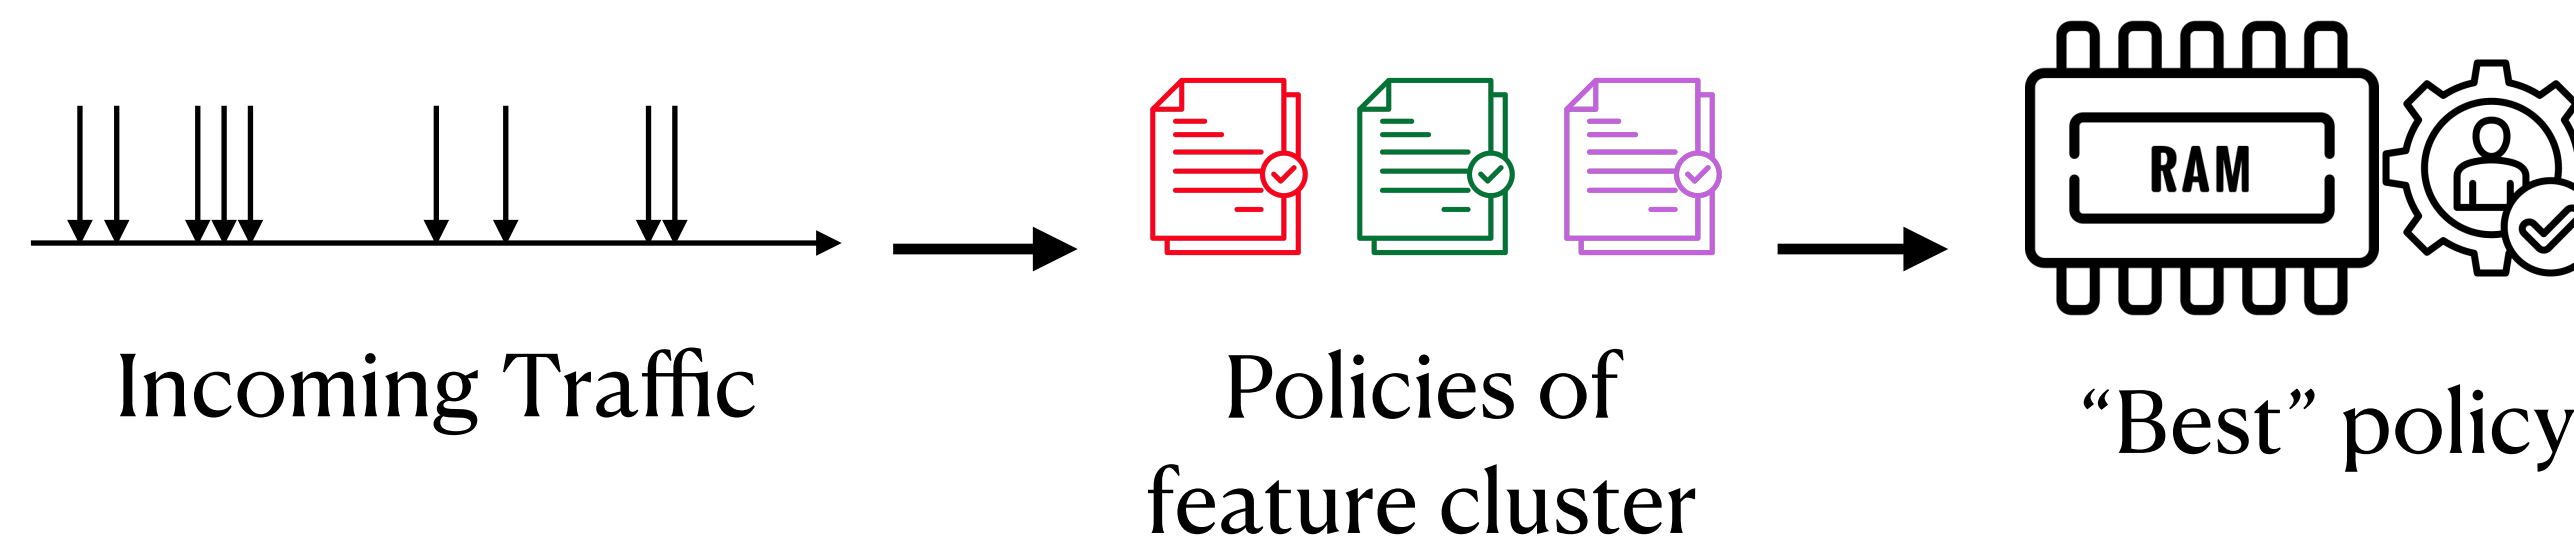 RAM
Incoming Traffic
Policies of
feature cluster
“Best” policy